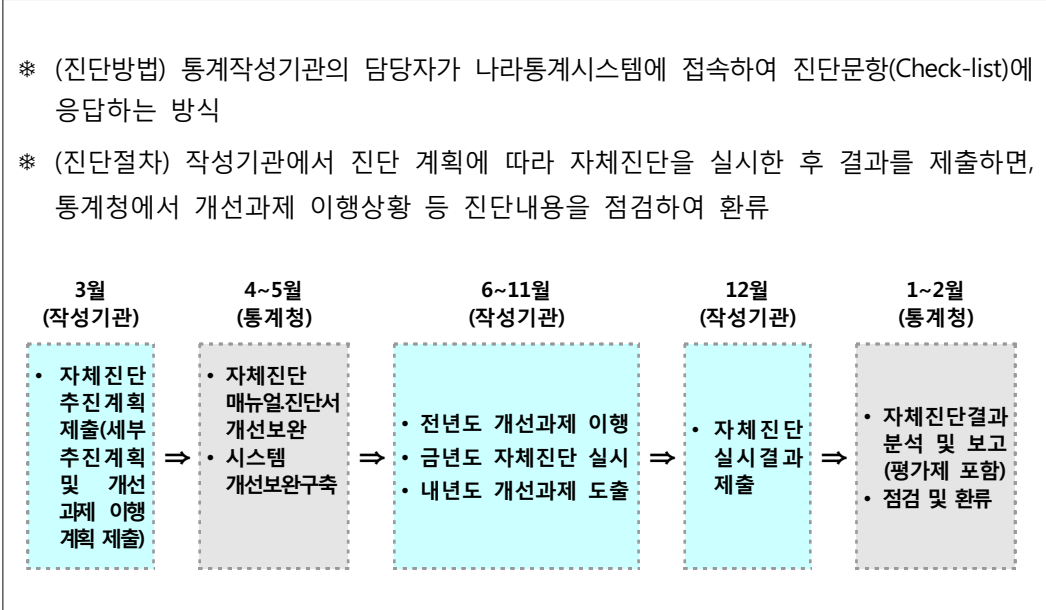 ❄ (진단방법) 통계작성기관의 담당자가 나라통계시스템에 접속하여 진단문항(Check-list)에
응답하는 방식
❄ (진단절차) 작성기관에서 진단 계획에 따라 자체진단을 실시한 후 결과를 제출하면,
통계청에서 개선과제 이행상황 등 진단내용을 점검하여 환류
3월
(작성기관)
• 자체진단
추진계획
제출(세부
추진계획
및 개선
과제 이행
계획 제출)
⇒
4~5월
(통계청)
• 자체진단
매뉴얼.진단서
개선보완
• 시스템
개선보완구축
⇒
6~11월
(작성기관)
• 전년도 개선과제 이행
• 금년도 자체진단 실시
• 내년도 개선과제 도출
⇒
12월
(작성기관)
• 자체진단
실시결과
제출
⇒
1~2월
(통계청)
• 자체진단결과
분석 및 보고
(평가제 포함)
• 점검 및 환류